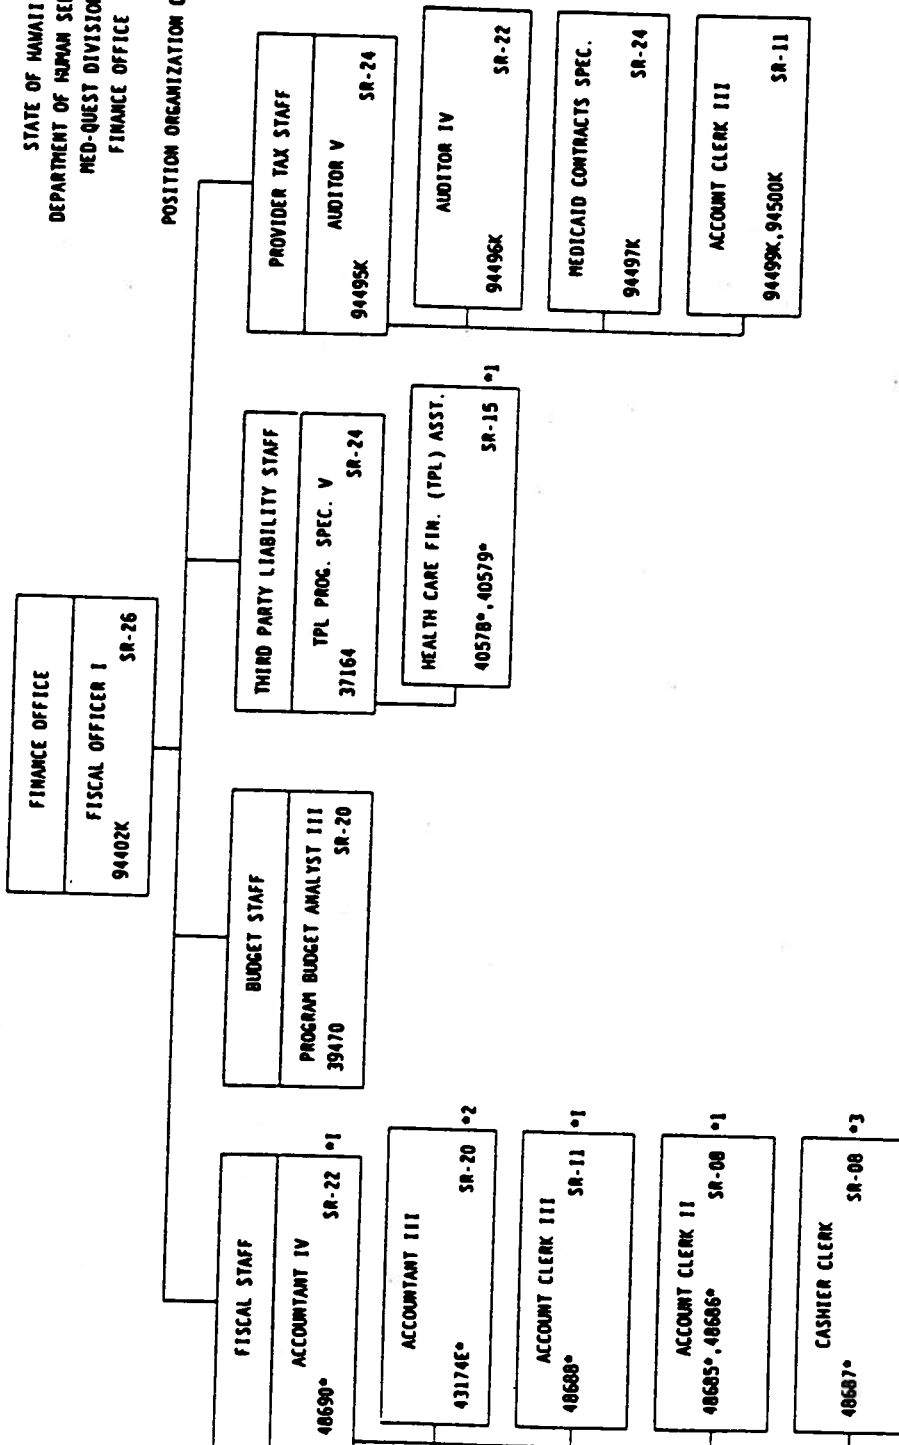 STATE OF HAWAII
DEPARTMENT OF HUMAN
MED-QUEST DIVISION
FINANCE OFFICE
POSITION ORGANIZATION
FINANCE OFFICE
FISCAL OFFICER I
94402K SR-26
FISCAL STAFF
ACCOUNTANT IV
48690* SR-22 *1
ACCOUNTANT III
43174E* SR-20 *2
ACCOUNT CLERK III
48688* SR-11 *1
ACCOUNT CLERK II
48685*,48686* SR-08 *1
CASHIER CLERK
48687* SR-08 *3
BUDGET STAFF
PROGRAM BUDGET ANALYST III
39470 SR-20
THIRD PARTY LIABILITY STAFF
TPL PROG. SPEC. V
37164 SR-24
HEALTH CARE FIN. (TPL) ASST.
40578*,40579* SR-15 *1
PROVIDER TAX STAFF
AUDITOR V
94495K SR-24
AUDITOR IV
94496K SR-22
MEDICAID CONTRACTS SPEC.
94497K SR-24
ACCOUNT CLERK III
94499K,94500K SR-11